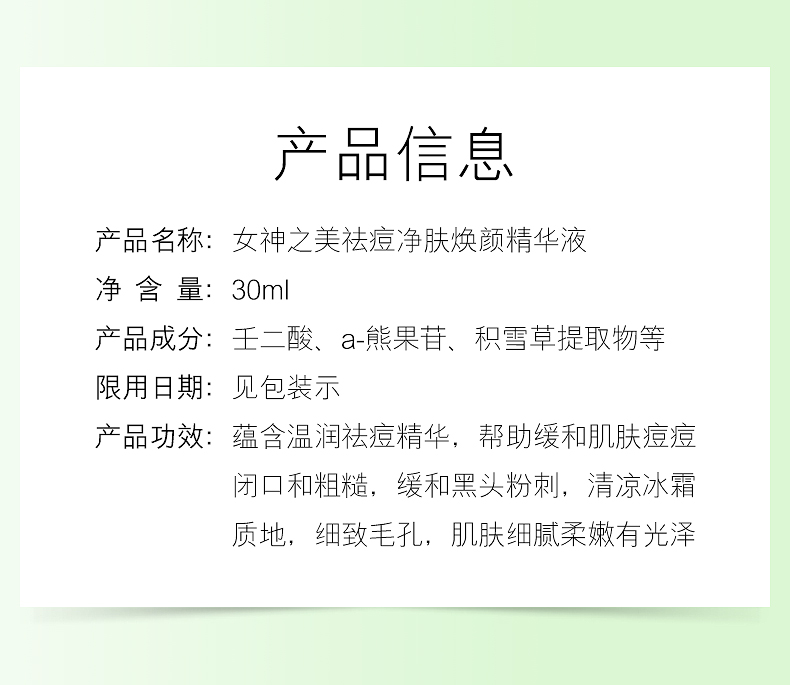 产品信息
产品名称：女神之美祛痘净肤焕颜精华液
净含量：30ml
产品成分：壬二酸、a-熊果苷、积雪草提取物等
限用日期：见包装示
产品功效：蕴含温润祛痘精华，帮助缓和肌肤痘痘
闭口和粗糙，缓和黑头粉刺，清凉冰霜
质地，细致毛孔，肌肤细腻柔嫩有光泽